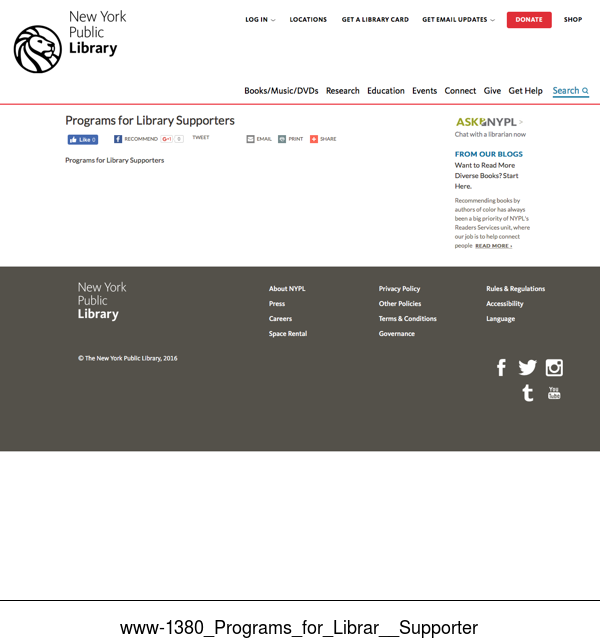 New York
Public
Library
LOG IN
LOCATIONS
GET A LIBRARY CARD
GET EMAIL UPDATES
DONATE
SHOP
Books/Music/DVDs Research Education Events Connect Give Get Help Search
Programs for Library Supporters
Like 0
RECOMMEND
G+1 0
TWEET
EMAIL
PRINT
SHARE
Programs for Library Supporters
ASK NYPL >
Chat with a librarian now
FROM OUR BLOGS
Want to Read More
Diverse Books? Start
Here.
Recommending books by
authors of color has always
been a big priority of NYPL's
Readers Services unit, where
our job is to help connect
people READ MORE ›
New York
Public
Library
About NYPL
Press
Careers
Space Rental
Privacy Policy
Other Policies
Terms & Conditions
Governance
Rules & Regulations
Accessibility
Language
© The New York Public Library, 2016
You
Tube
www-1380_Programs_for_Librar__Supporter